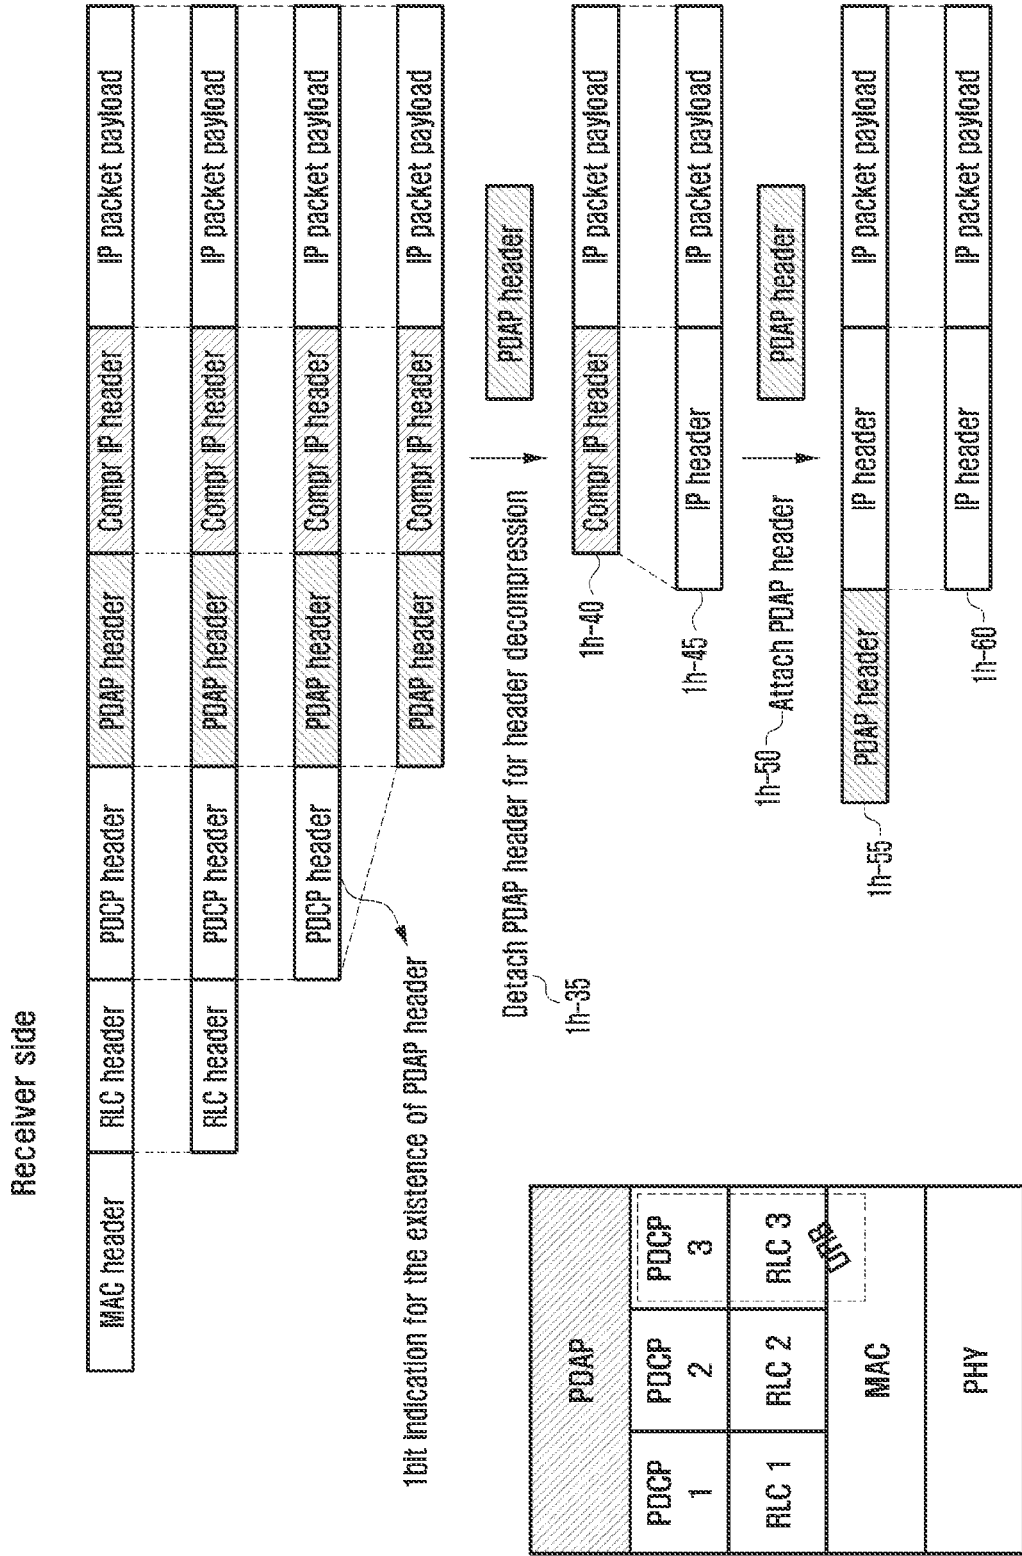 Receiver side
MAC header RLC header PDCP header PDAP header Compr IP header IP packet payload
RLC header PDCP header PDAP header Compr IP header IP packet payload
PDCP header PDAP header Compr IP header IP packet payload
1bit indication for the existence of PDAP header
PDAP header Compr IP header IP packet payload
Detach PDAP header for header decompression
1h-35
PDAP header
1h-40
Compr IP header IP packet payload
1h-45
IP header IP packet payload
1h-50 Attach PDAP header
PDAP header
1h-55
PDAP header IP header IP packet payload
1h-60
IP header IP packet payload
PDAP
PDCP 1
PDCP 2
PDCP 3
RLC 1 RLC 2 RLC 3
DRB
MAC
PHY